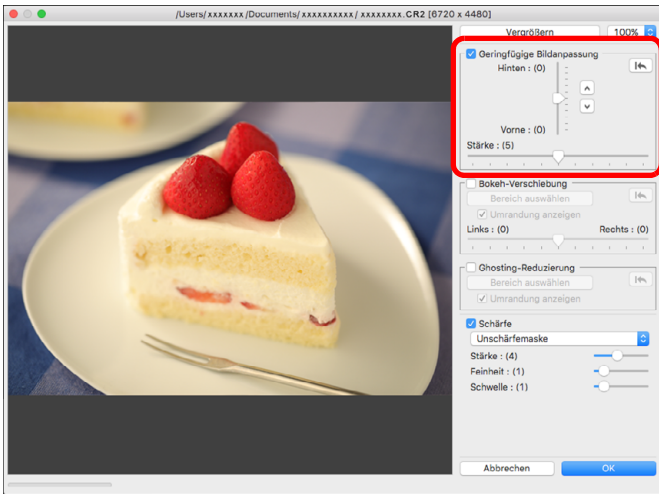 /Users/xxxxxxx/Documents/xxxxxxxxxx/ xxxxxxxx.CR2 [6720 x 4480]
Vergrößern 100%
Geringfügige Bildanpassung
Hinten : (0)
Vorne : (0)
Stärke : (5)
Bokeh-Verschiebung
Bereich auswählen
Umrandung anzeigen
Links : (0) Rechts : (0)
Ghosting-Reduzierung
Bereich auswählen
Umrandung anzeigen
Schärfe
Unschärfemaske
Stärke : (4)
Feinheit : (1)
Schwelle : (1)
Abbrechen OK